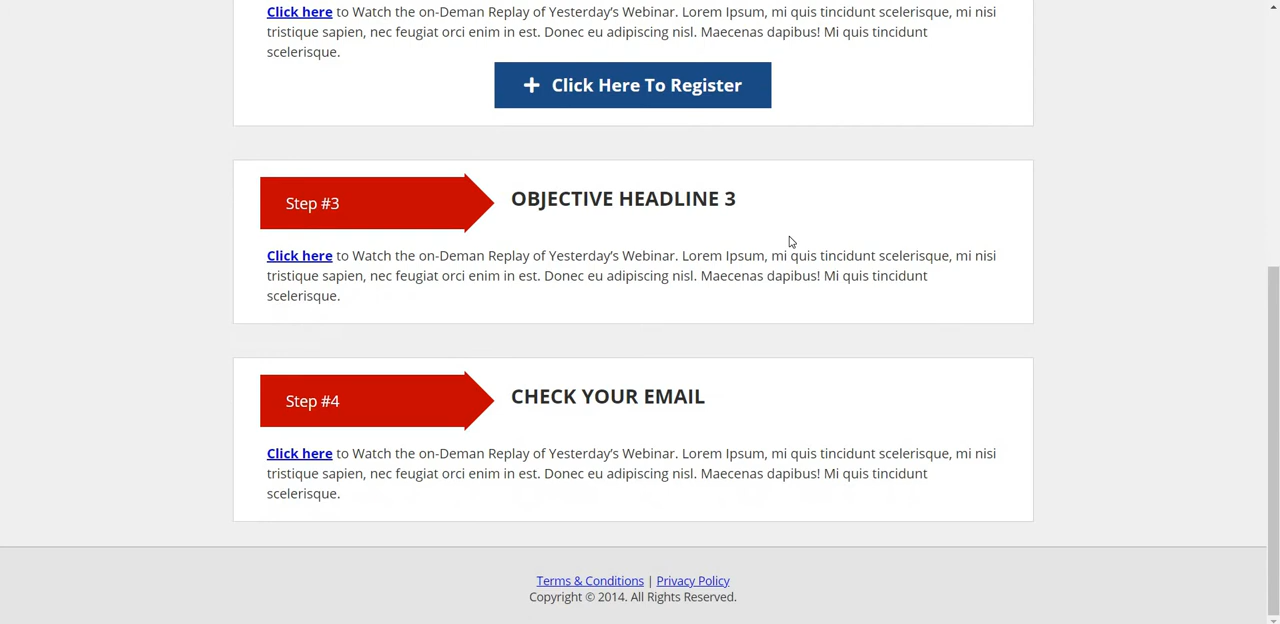 Click here to Watch the on-Deman Replay of Yesterday's Webinar. Lorem Ipsum, mi quis tincidunt scelerisque, mi nisi
tristique sapien, nec feugiat orci enim in est. Donec eu adipiscing nisl. Maecenas dapibus! Mi quis tincidunt
scelerisque.
Click Here To Register
Step #3
OBJECTIVE HEADLINE 3
Click here to Watch the on-Deman Replay of Yesterday's Webinar. Lorem Ipsum, mi quis tincidunt scelerisque, mi nisi
tristique sapien, nec feugiat orci enim in est. Donec eu adipiscing nisl. Maecenas dapibus! Mi quis tincidunt
scelerisque.
Step #4
CHECK YOUR EMAIL
Click here to Watch the on-Deman Replay of Yesterday's Webinar. Lorem Ipsum, mi quis tincidunt scelerisque, mi nisi
tristique sapien, nec feugiat orci enim in est. Donec eu adipiscing nisl. Maecenas dapibus! Mi quis tincidunt
scelerisque.
Terms & Conditions | Privacy Policy
Copyright © 2014. All Rights Reserved.